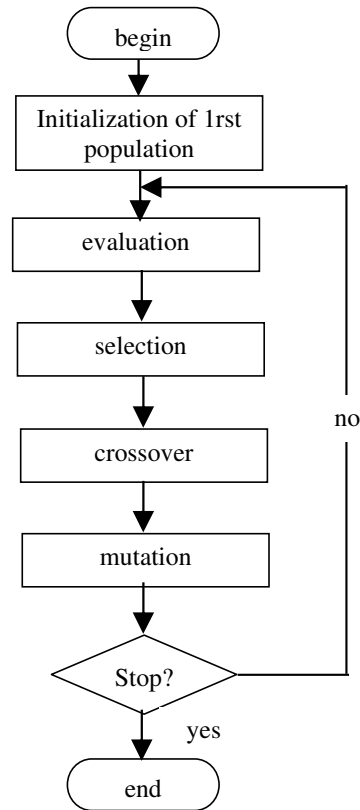 begin
Initialization of 1rst
population
evaluation
selection
no
crossover
mutation
Stop?
yes
end